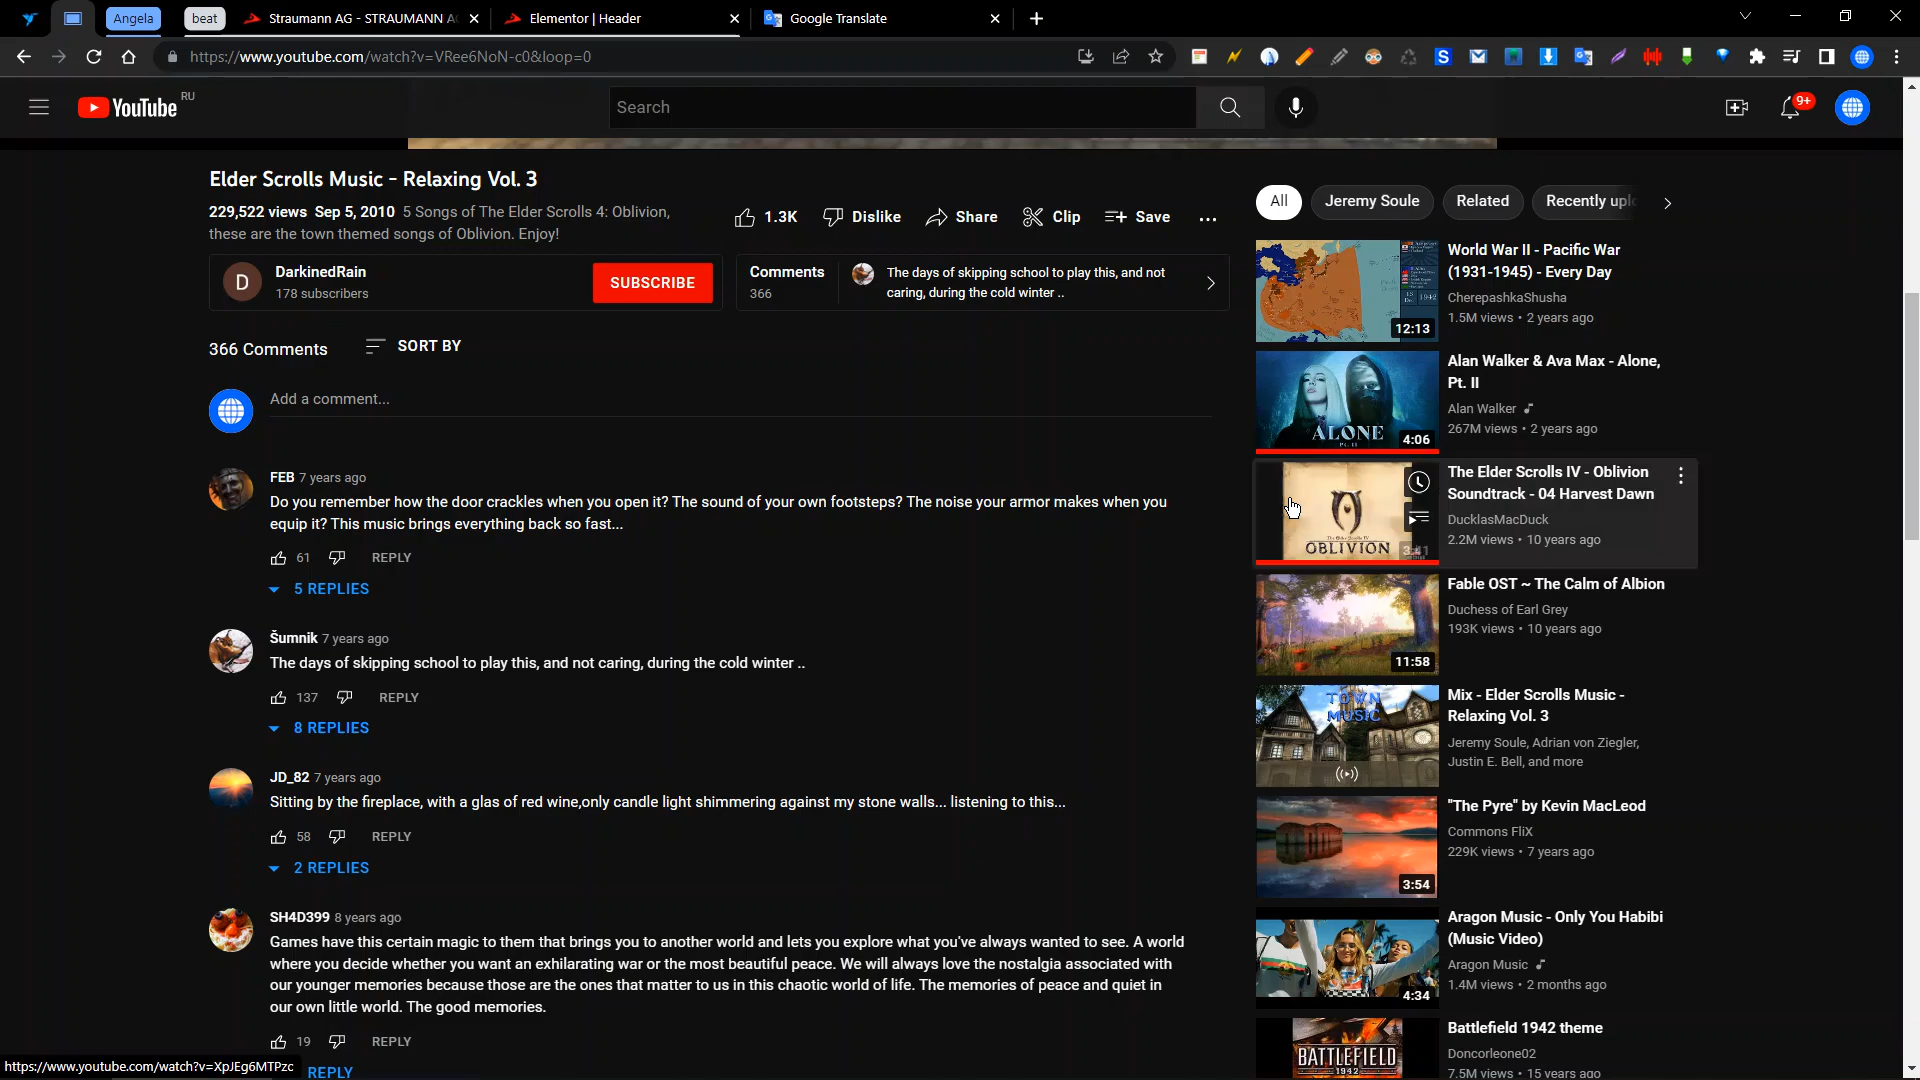 Angela
beat
Straumann AG - STRAUMANN A
Elementor | Header
Google Translate
https://www.youtube.com/watch?v=VRee6NoN-c0&loop=0
YouTube RU
Search
9+
Elder Scrolls Music - Relaxing Vol. 3
229,522 views Sep 5, 2010 5 Songs of The Elder Scrolls 4: Oblivion,
these are the town themed songs of Oblivion. Enjoy!
1.3K
Dislike
Share
Clip
Save
D
DarkinedRain
178 subscribers
SUBSCRIBE
Comments
366
The days of skipping school to play this, and not
caring, during the cold winter ..
366 Comments
SORT BY
Add a comment...
FEB 7 years ago
Do you remember how the door crackles when you open it? The sound of your own footsteps? The noise your armor makes when you
equip it? This music brings everything back so fast...
61
REPLY
5 REPLIES
Šumnik 7 years ago
The days of skipping school to play this, and not caring, during the cold winter ..
137
REPLY
8 REPLIES
JD_82 7 years ago
Sitting by the fireplace, with a glas of red wine,only candle light shimmering against my stone walls... listening to this...
58
REPLY
2 REPLIES
SH4D399 8 years ago
Games have this certain magic to them that brings you to another world and lets you explore what you've always wanted to see. A world
where you decide whether you want an exhilarating war or the most beautiful peace. We will always love the nostalgia associated with
our younger memories because those are the ones that matter to us in this chaotic world of life. The memories of peace and quiet in
our own little world. The good memories.
19
REPLY
REPLY
https://www.youtube.com/watch?v=XpJEg6MTPzc
All
Jeremy Soule
Related
Recently uplo
12:13
World War II - Pacific War
(1931-1945) - Every Day
CherepashkaShusha
1.5M views • 2 years ago
ALONE
4:06
Alan Walker & Ava Max - Alone,
Pt. II
Alan Walker
267M views • 2 years ago
The Elder Scrolls IV
OBLIVION
3:41
The Elder Scrolls IV - Oblivion
Soundtrack - 04 Harvest Dawn
DucklasMacDuck
2.2M views • 10 years ago
11:58
Fable OST ~ The Calm of Albion
Duchess of Earl Grey
193K views • 10 years ago
TOWN
MUSIC
Mix - Elder Scrolls Music -
Relaxing Vol. 3
Jeremy Soule, Adrian von Ziegler,
Justin E. Bell, and more
3:54
"The Pyre" by Kevin MacLeod
Commons FliX
229K views • 7 years ago
4:34
Aragon Music - Only You Habibi
(Music Video)
Aragon Music
1.4M views • 2 months ago
BATTLEFIELD
1942
Battlefield 1942 theme
Doncorleone02
7.5M views • 15 years ago